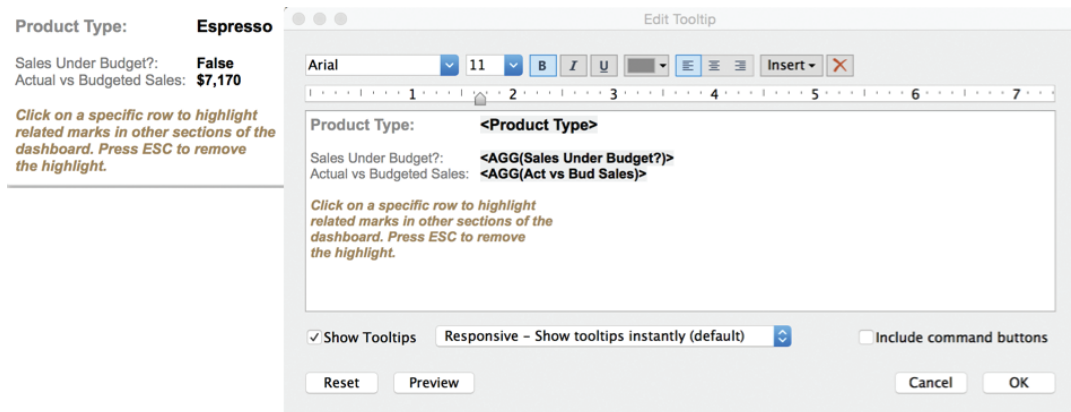 Product Type: Espresso
Sales Under Budget?: False
Actual vs Budgeted Sales: $7,170
Click on a specific row to highlight
related marks in other sections of the
dashboard. Press ESC to remove
the highlight.
Edit Tooltip
Arial 11 B I U Insert
1 2 3 4 5 6 7
Product Type: <Product Type>
Sales Under Budget?: <AGG(Sales Under Budget?)>
Actual vs Budgeted Sales: <AGG(Act vs Bud Sales)>
Click on a specific row to highlight
related marks in other sections of the
dashboard. Press ESC to remove
the highlight.
Show Tooltips Responsive – Show tooltips instantly (default) Include command buttons
Reset Preview Cancel OK